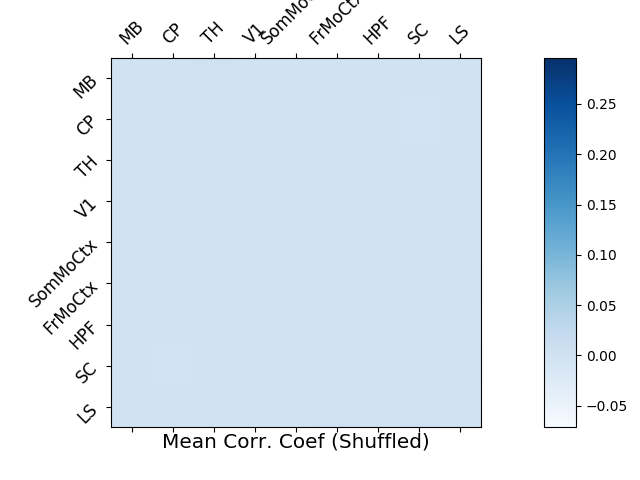 MB CP TH V1 SomMoC FrMoCtx HPF SC LS
MB
CP
TH
V1
SomMoCtx
FrMoCtx
HPF
SC
LS
0.25
0.20
0.15
0.10
0.05
0.00
−0.05
Mean Corr. Coef (Shuffled)